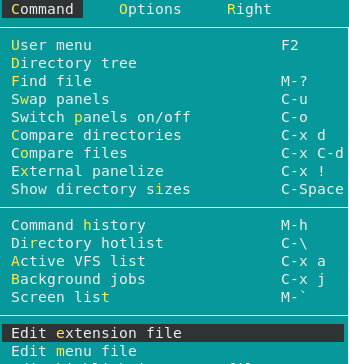 Command Options Right
User menu F2
Directory tree
Find file M-?
Swap panels C-u
Switch panels on/off C-o
Compare directories C-x d
Compare files C-x C-d
External panelize C-x !
Show directory sizes C-Space
Command history M-h
Directory hotlist C-\
Active VFS list C-x a
Background jobs C-x j
Screen list M-`
Edit extension file
Edit menu file